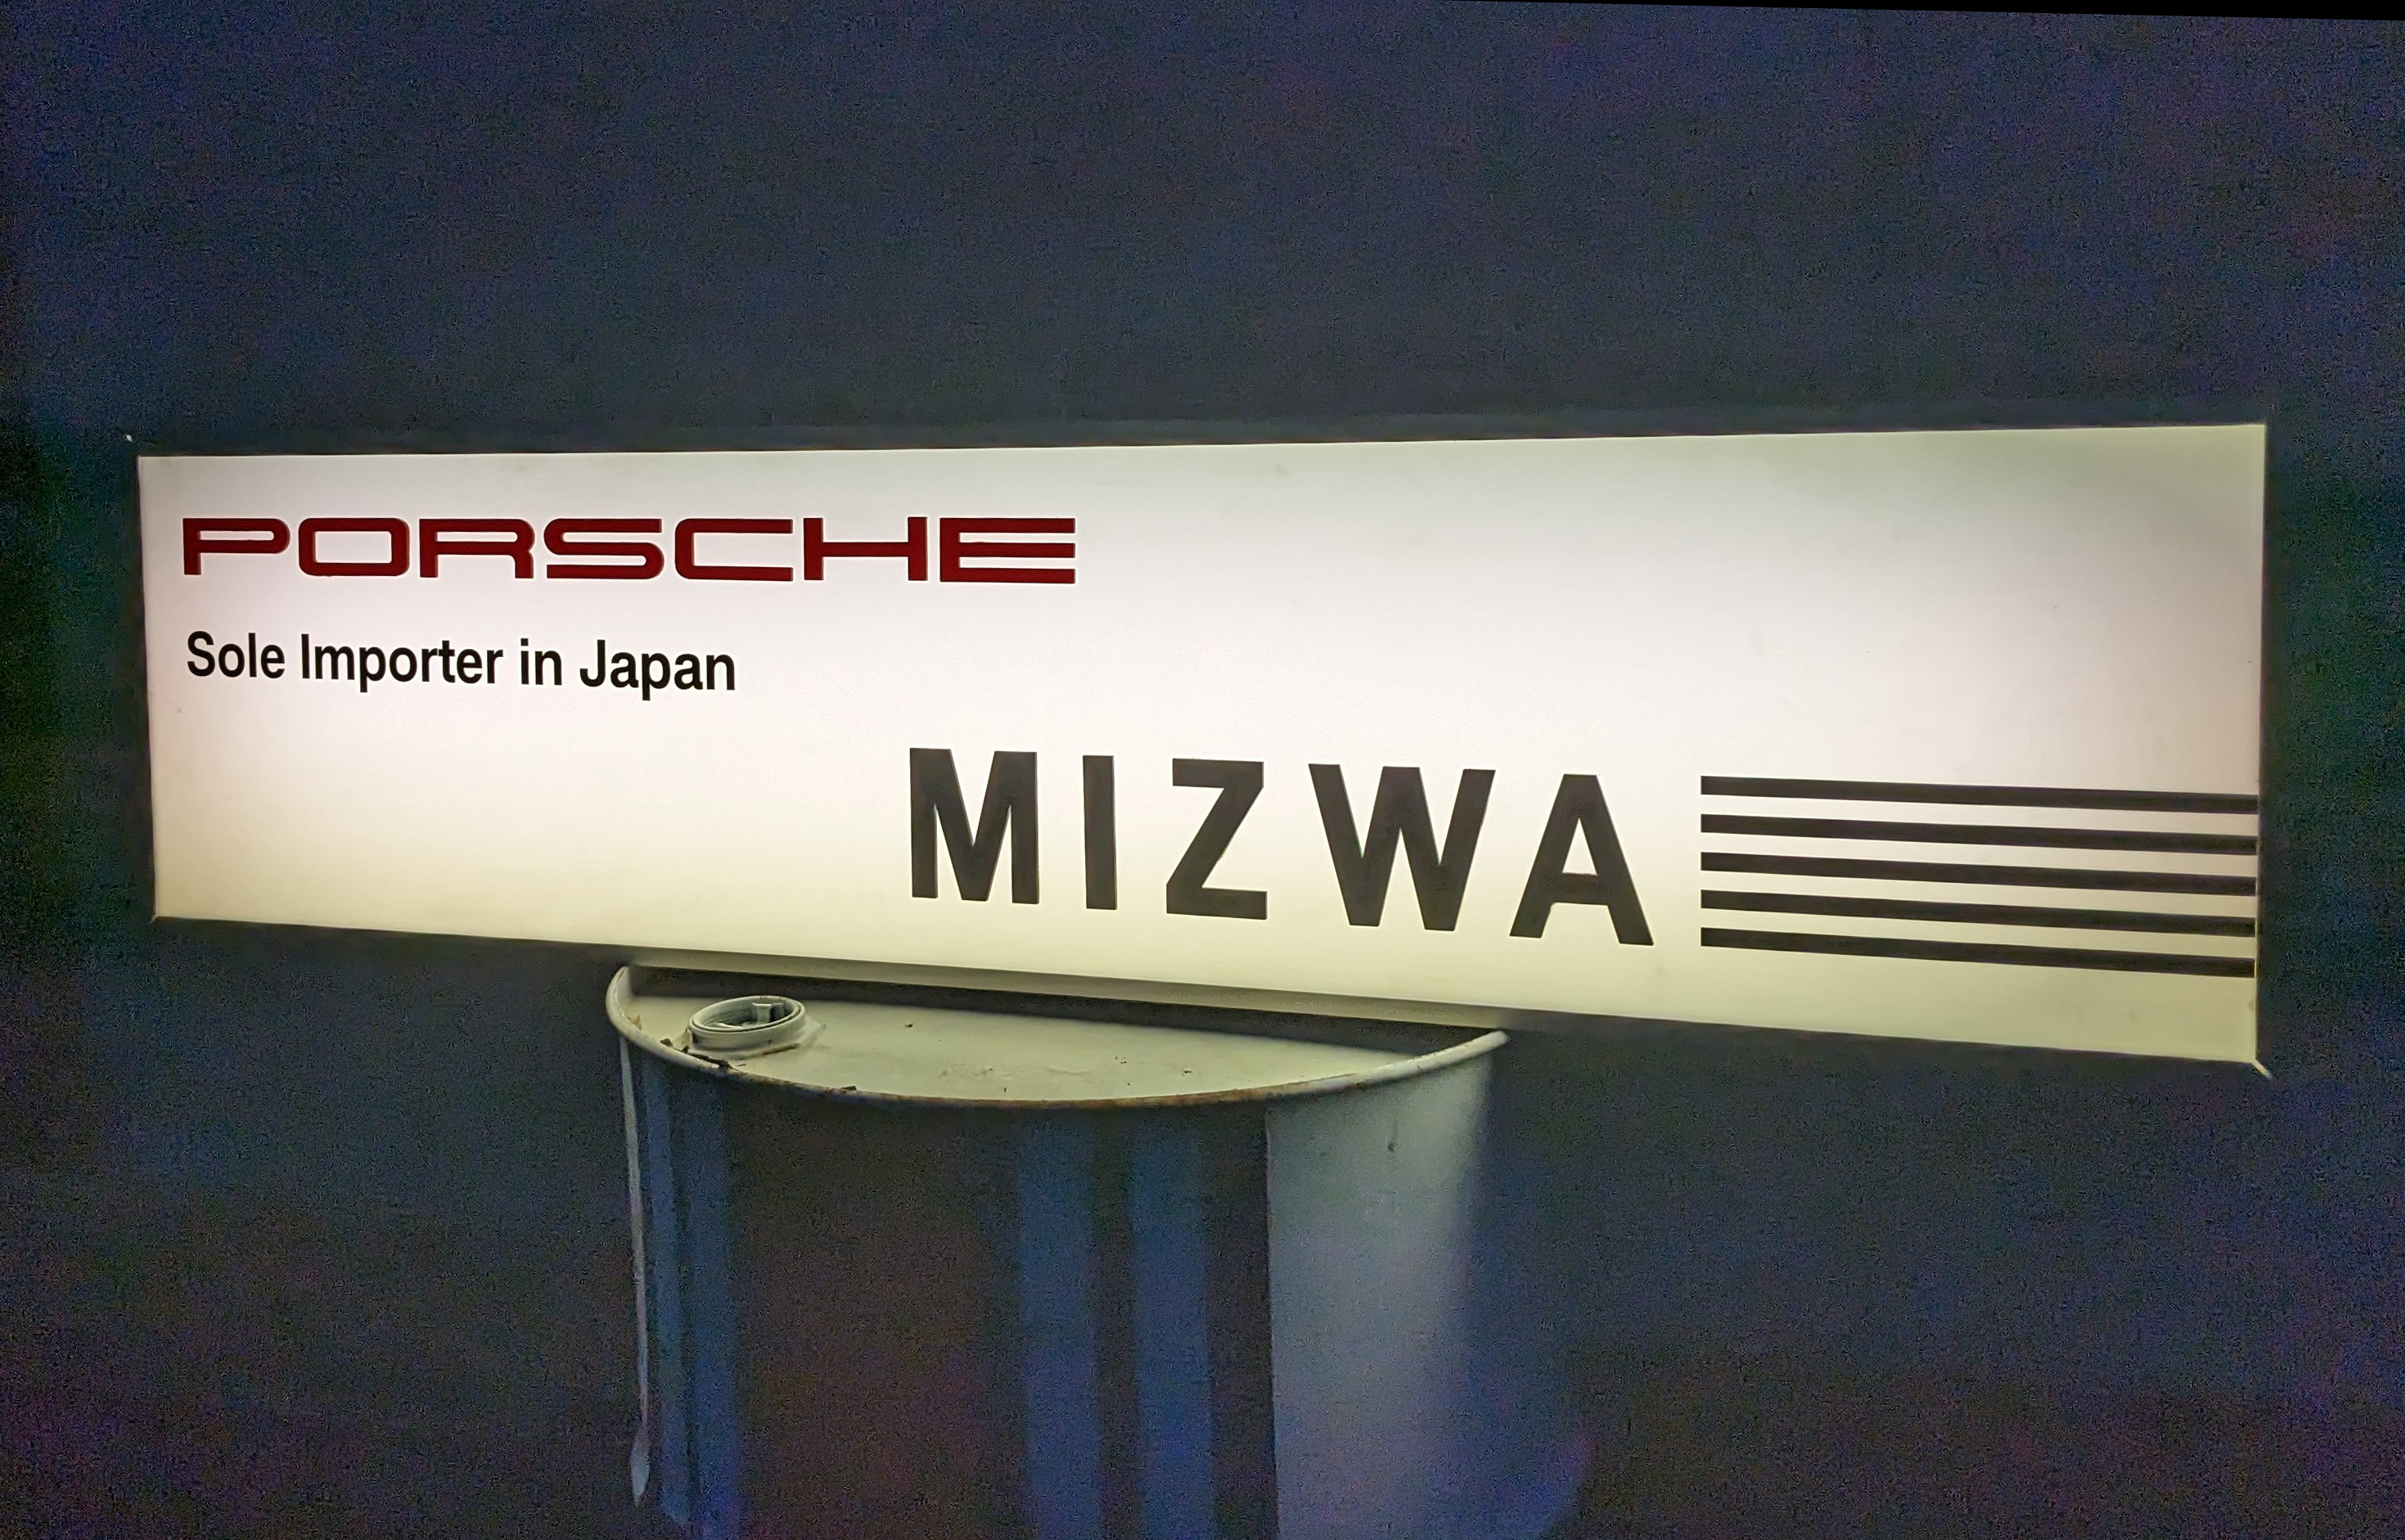 PORSCHE
Sole Importer in Japan
MIZWA